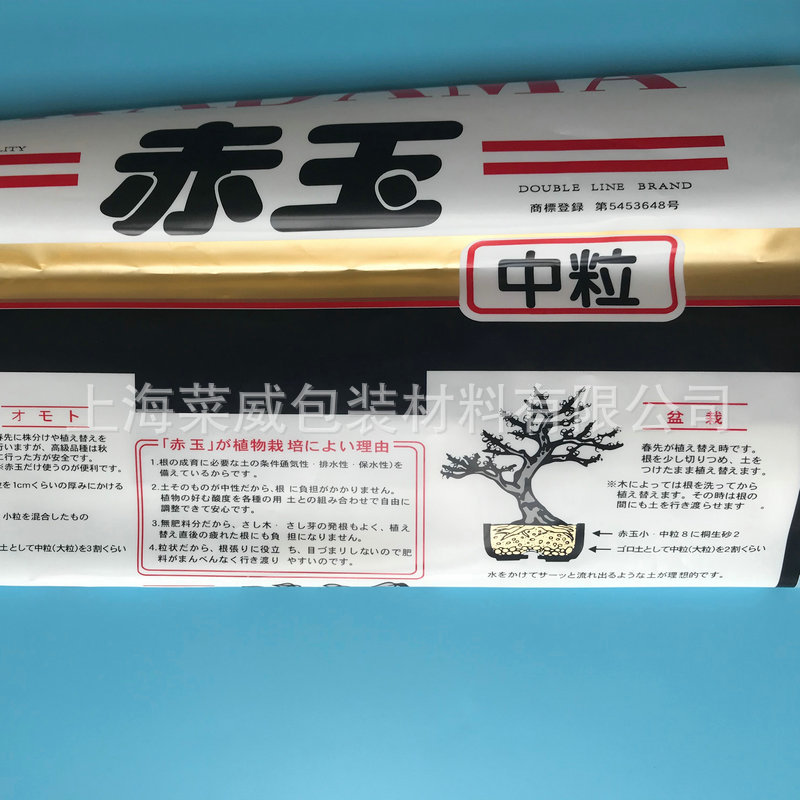 ADAMA
LITY
赤玉
DOUBLE LINE BRAND
商標登録 第5453648号
中粒
上海菜威包装材料有限公司
オモト
春先に株分けや植え替えを
行いますが、高級品種は秋
に行った方が安全です。
※赤玉だけ使うのが便利です。
を1cmくらいの厚みにかける
小粒を混合したもの
土として中粒(大粒)を3割くらい
「赤玉」が植物栽培によい理由
1.根の成育に必要な土の条件通気性・排水性・保水性)を
備えているからです。
2.土そのものが中性だから、根に負担がかかりません。
植物の好む酸度を各種の用土との組み合わせで自由に
調整できて安心です。
3.無肥料分だから、さし木・さし芽の発根もよく、植え
替え直後の疲れた根にも負担になりません。
4.粒状だから、根張りに役立ち、目づまりしないので肥
料がまんべんなく行き渡りやすいのです。
盆栽
春先が植え替え時です。
根を少し切りつめ、土を
つけたまま植え替えます。
※木によっては根を洗ってから
植え替えます。その時は根の
間にも土を行き渡らせます。
赤玉小・中粒8に桐生砂2
ゴロ土として中粒(大粒)を2割くらい
水をかけてサーッと流れ出るような土が理想的です。